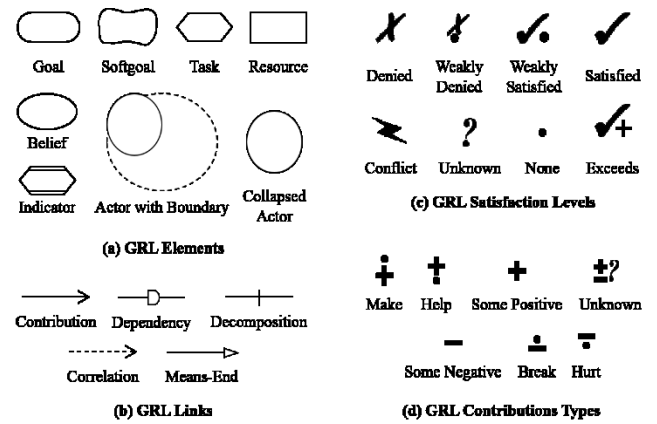 Goal Softgoal Task Resource
Belief
Indicator Actor with Boundary Collapsed
Actor
(a) GRL Elements
Contribution Dependency Decomposition
Correlation Means-End
(b) GRL Links
Denied Weakly
Denied Weakly
Satisfied Satisfied
Conflict Unknown None Exceeds
(c) GRL Satisfaction Levels
Make Help Some Positive Unknown
Some Negative Break Hurt
(d) GRL Contributions Types